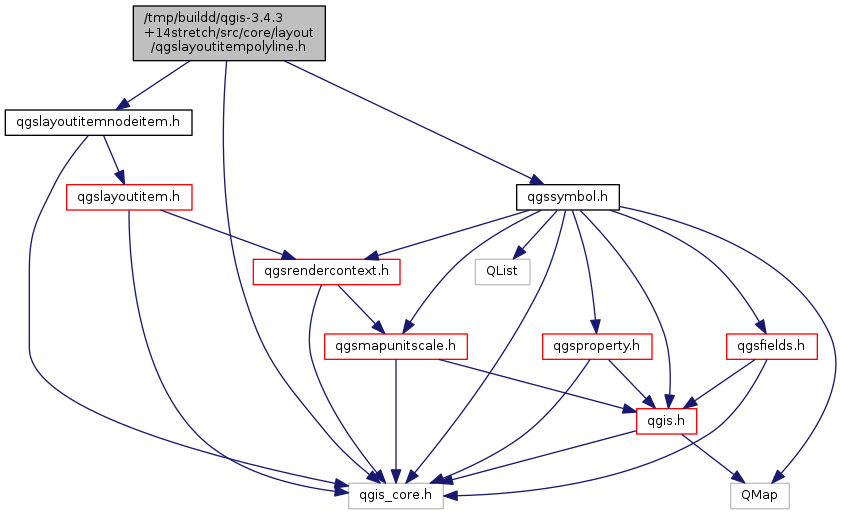 /tmp/buildd/qgis-3.4.3
+14stretch/src/core/layout
/qgslayoutitempolyline.h
qgslayoutitemnodeitem.h
qgslayoutitem.h
qgssymbol.h
qgsrendercontext.h
QList
qgsmapunitscale.h
qgsproperty.h
qgsfields.h
qgis.h
qgis_core.h
QMap